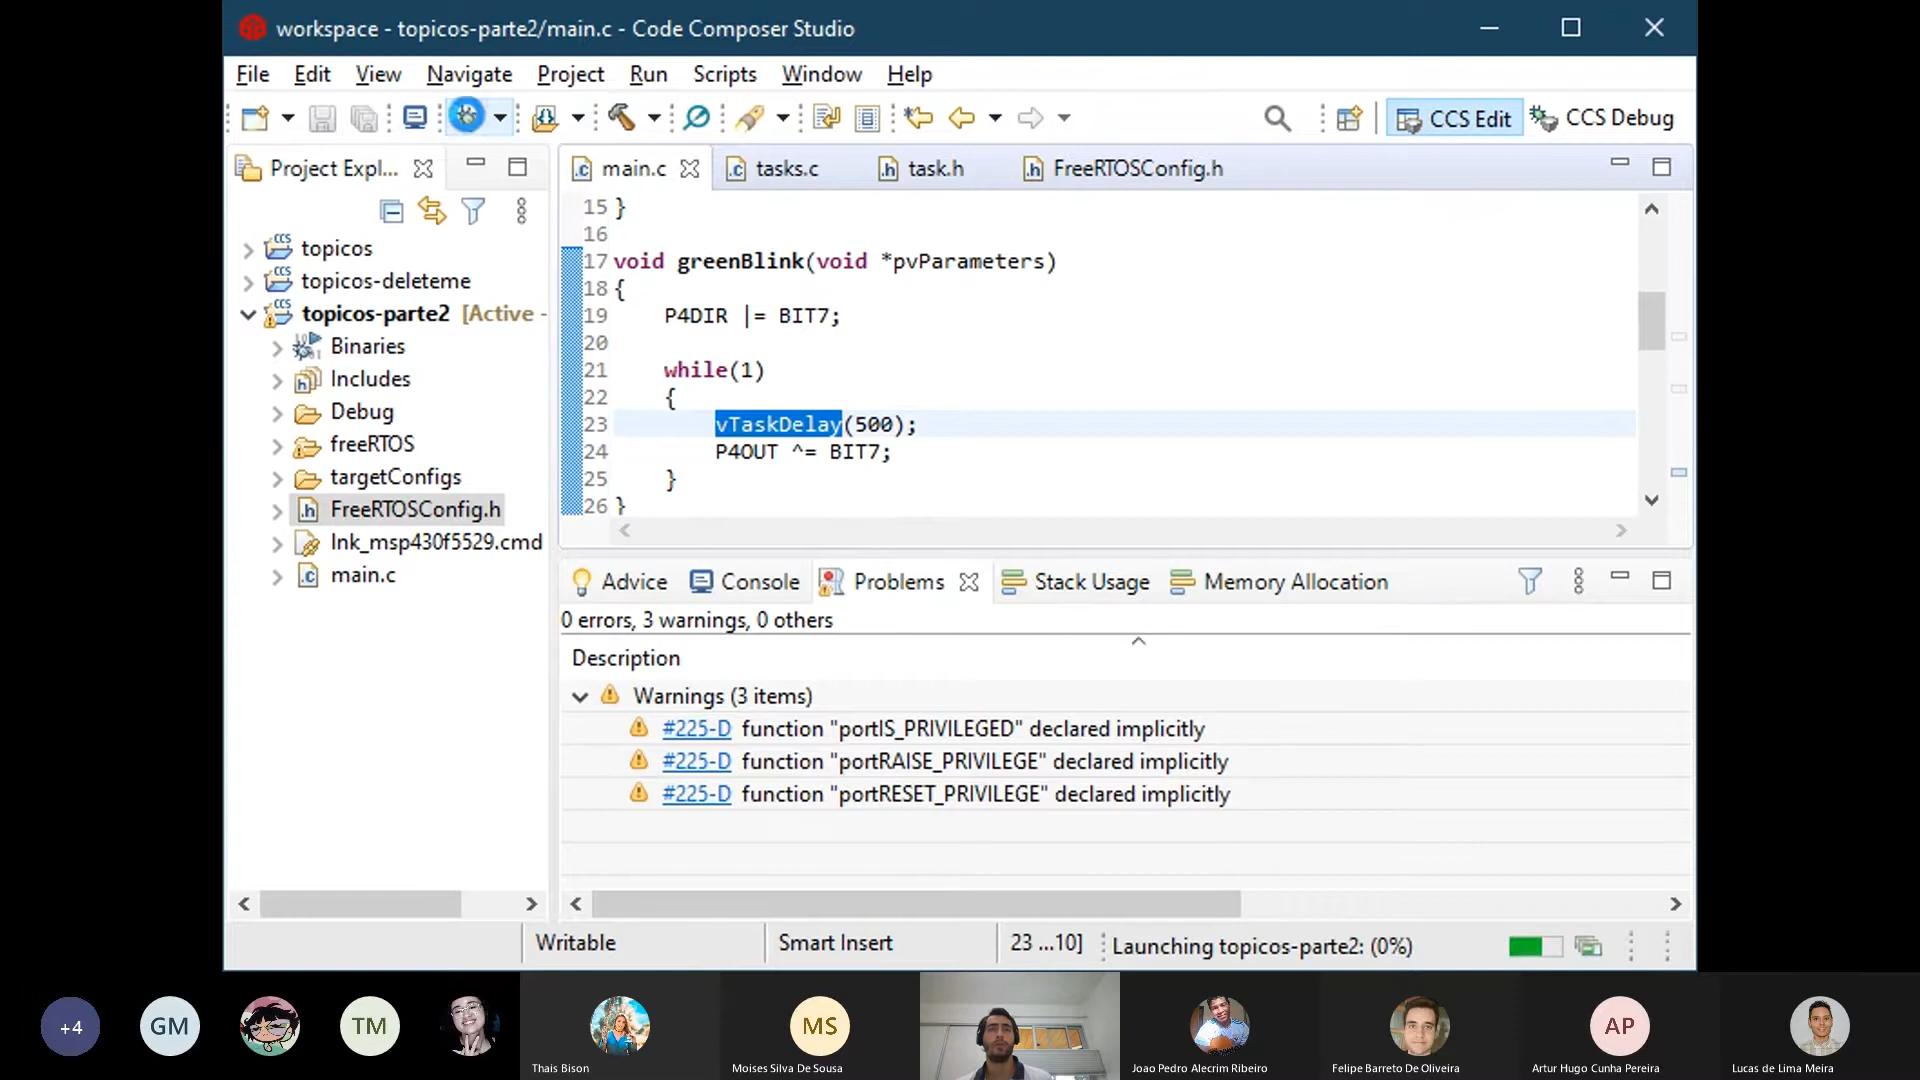 workspace - topicos-parte2/main.c - Code Composer Studio
File Edit View Navigate Project Run Scripts Window Help
CCS Edit CCS Debug
Project Expl...
main.c tasks.c task.h FreeRTOSConfig.h
topicos
topicos-deleteme
topicos-parte2 [Active -
Binaries
Includes
Debug
freeRTOS
targetConfigs
FreeRTOSConfig.h
lnk_msp430f5529.cmd
main.c
15 }
16
17 void greenBlink(void *pvParameters)
18 {
19 P4DIR |= BIT7;
20
21 while(1)
22 {
23 vTaskDelay(500);
24 P4OUT ^= BIT7;
25 }
26 }
Advice Console Problems Stack Usage Memory Allocation
0 errors, 3 warnings, 0 others
Description
Warnings (3 items)
#225-D function "portIS_PRIVILEGED" declared implicitly
#225-D function "portRAISE_PRIVILEGE" declared implicitly
#225-D function "portRESET_PRIVILEGE" declared implicitly
Writable Smart Insert 23 ...10] Launching topicos-parte2: (0%)
+4 GM TM MS AP
Thais Bison Moises Silva De Sousa Joao Pedro Alecrim Ribeiro Felipe Barreto De Oliveira Artur Hugo Cunha Pereira Lucas de Lima Meira